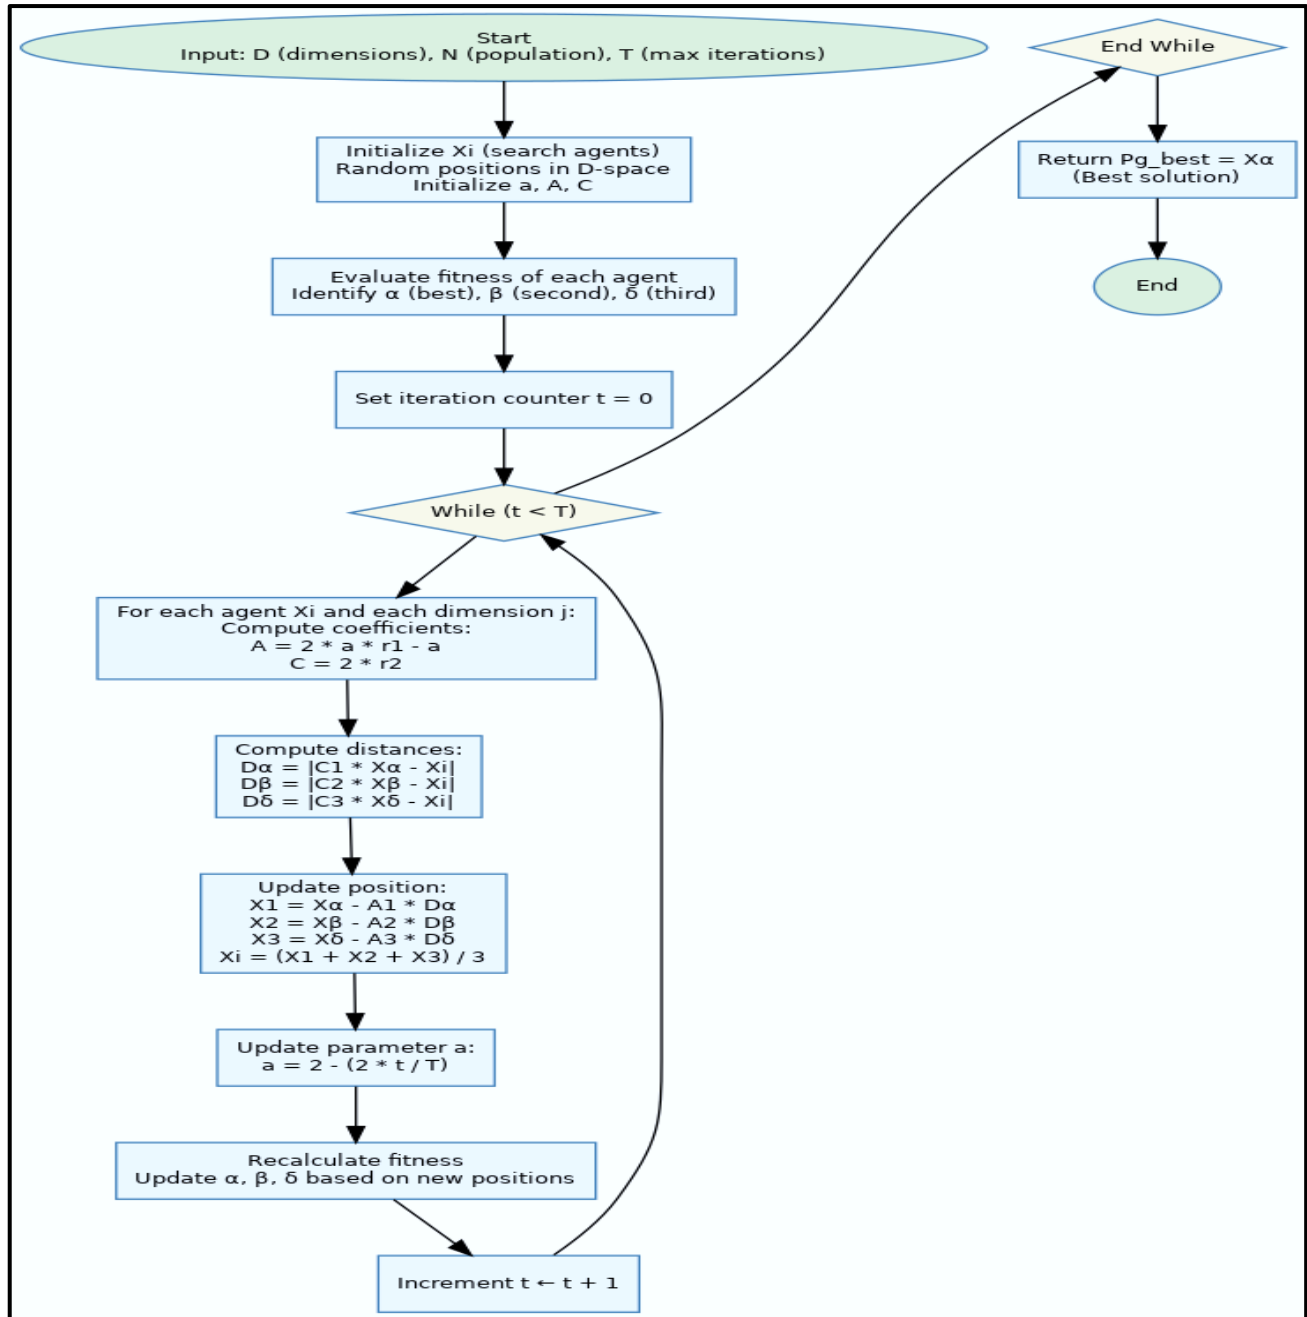 Start
Input: D (dimensions), N (population), T (max iterations)
Initialize Xi (search agents)
Random positions in D-space
Initialize a, A, C
Evaluate fitness of each agent
Identify α (best), β (second), δ (third)
Set iteration counter t = 0
While (t < T)
For each agent Xi and each dimension j:
Compute coefficients:
A = 2 * a * r1 - a
C = 2 * r2
Compute distances:
Dα = |C1 * Xα - Xi|
Dβ = |C2 * Xβ - Xi|
Dδ = |C3 * Xδ - Xi|
Update position:
X1 = Xα - A1 * Dα
X2 = Xβ - A2 * Dβ
X3 = Xδ - A3 * Dδ
Xi = (X1 + X2 + X3) / 3
Update parameter a:
a = 2 - (2 * t / T)
Recalculate fitness
Update α, β, δ based on new positions
Increment t ← t + 1
End While
Return Pg_best = Xα
(Best solution)
End